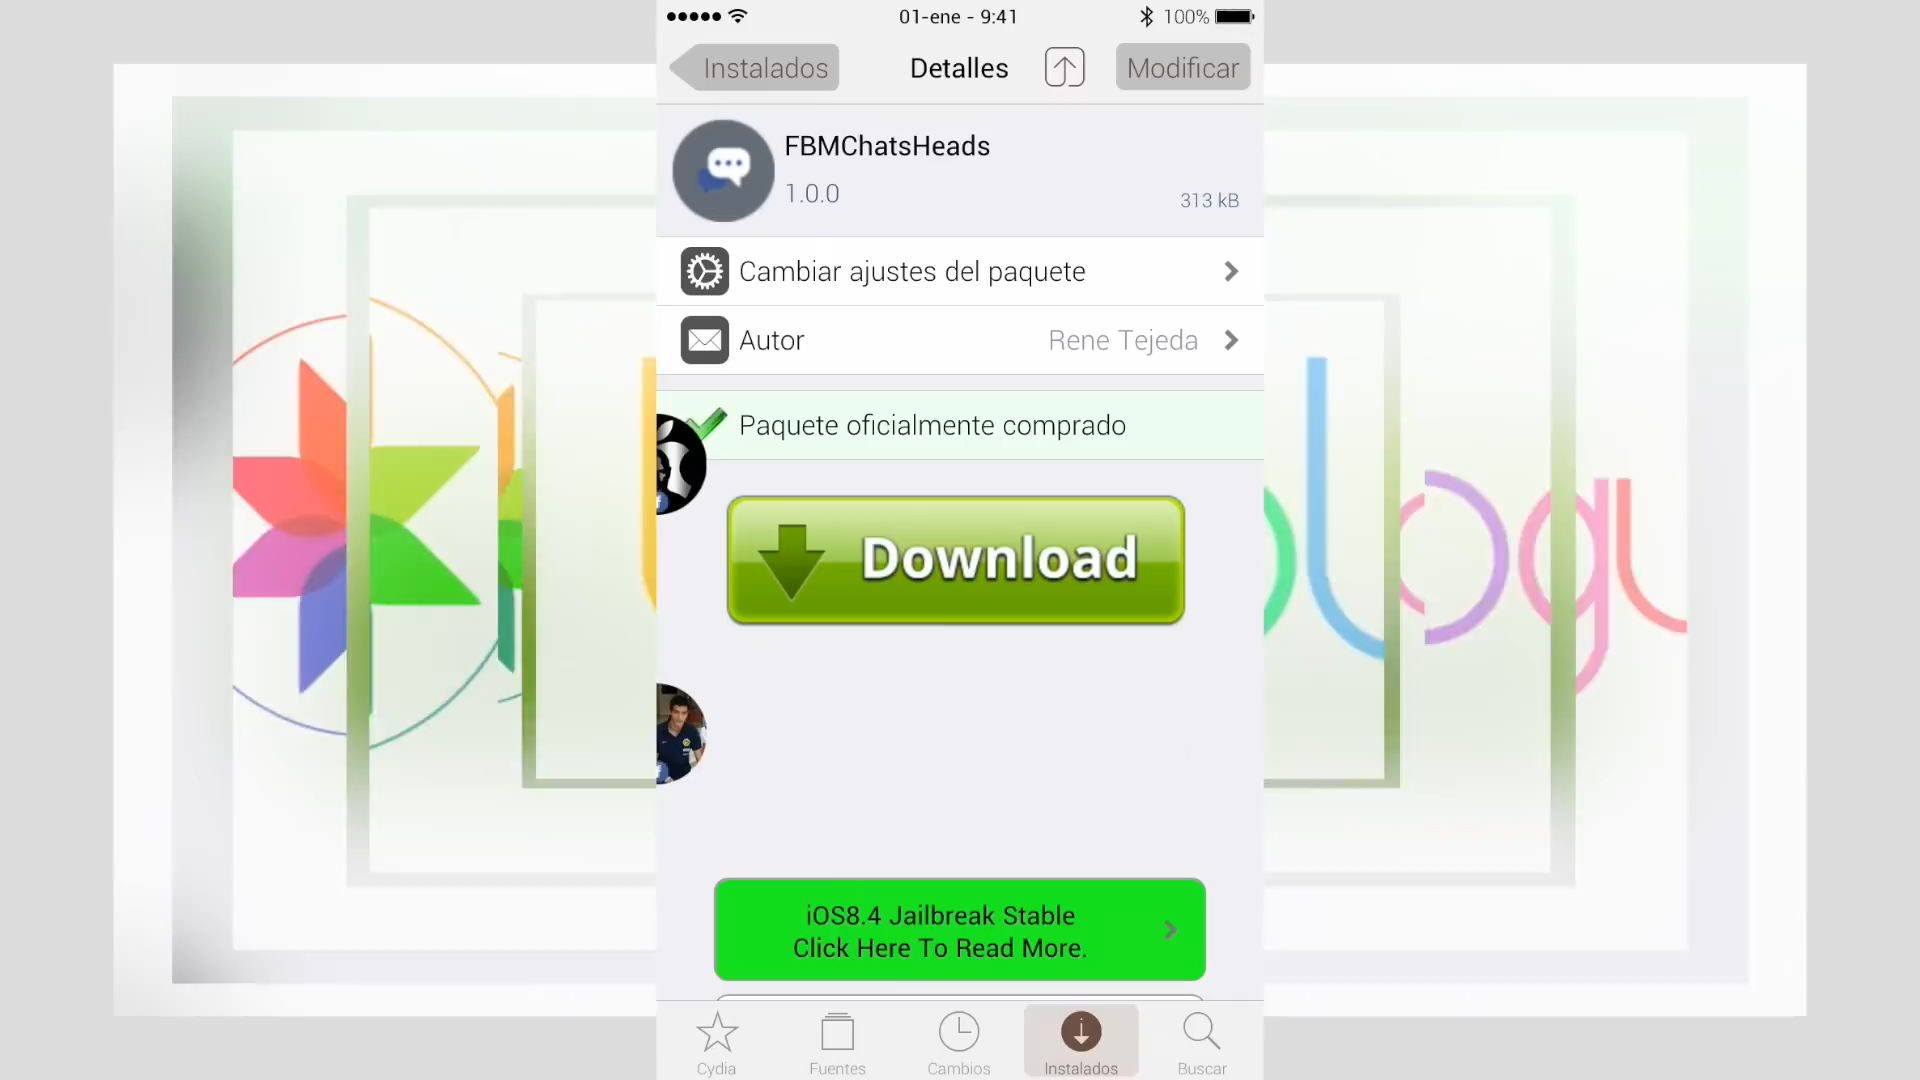 01-ene - 9:41
100%
Instalados
Detalles
Modificar
FBMChatsHeads
1.0.0
313 kB
Cambiar ajustes del paquete
Autor
Rene Tejeda
Paquete oficialmente comprado
Download
iOS8.4 Jailbreak Stable
Click Here To Read More.
Cydia
Fuentes
Cambios
Instalados
Buscar